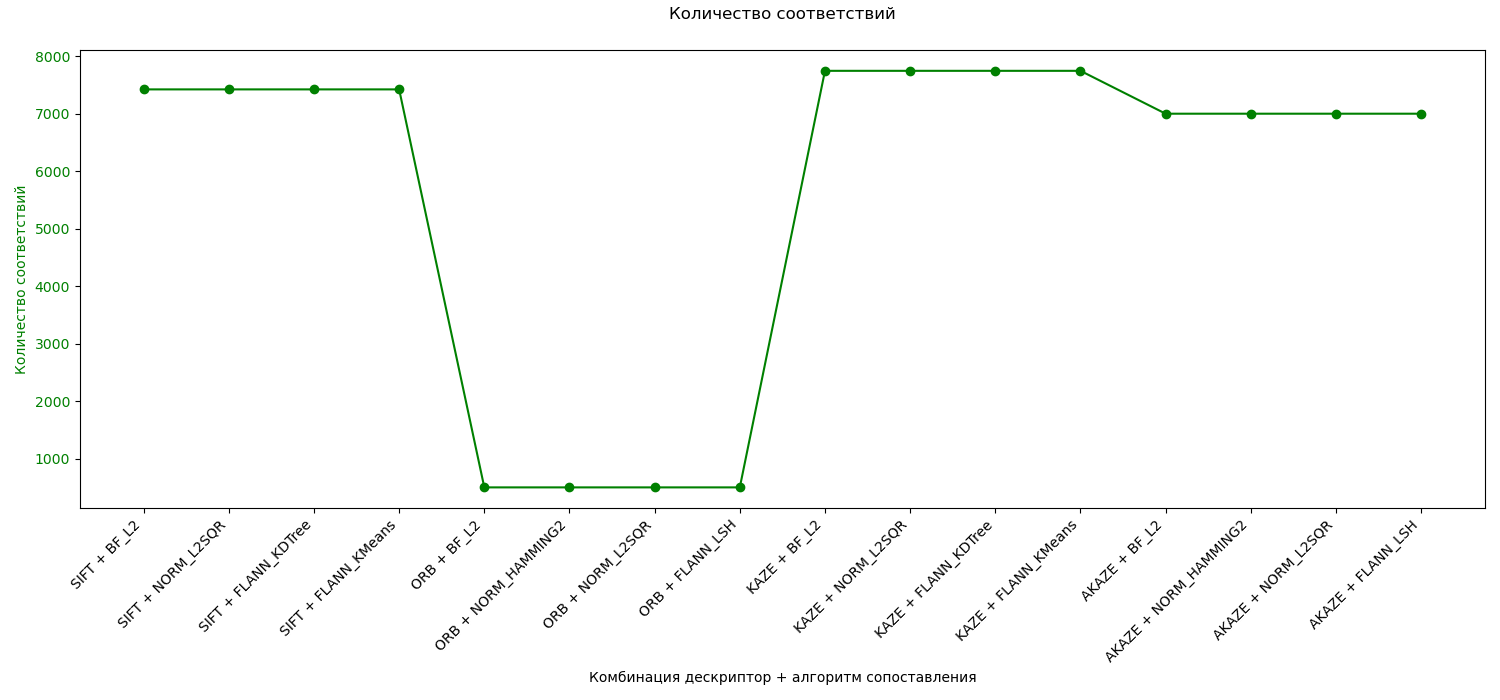 Количество соответствий
Количество соответствий
8000
7000
6000
5000
4000
3000
2000
1000
SIFT + BF_L2
SIFT + NORM_L2SQR
SIFT + FLANN_KDTree
SIFT + FLANN_KMeans
ORB + BF_L2
ORB + NORM_HAMMING2
ORB + NORM_L2SQR
ORB + FLANN_LSH
KAZE + BF_L2
KAZE + NORM_L2SQR
KAZE + FLANN_KDTree
KAZE + FLANN_KMeans
AKAZE + BF_L2
AKAZE + NORM_HAMMING2
AKAZE + NORM_L2SQR
AKAZE + FLANN_LSH
Комбинация дескриптор + алгоритм сопоставления